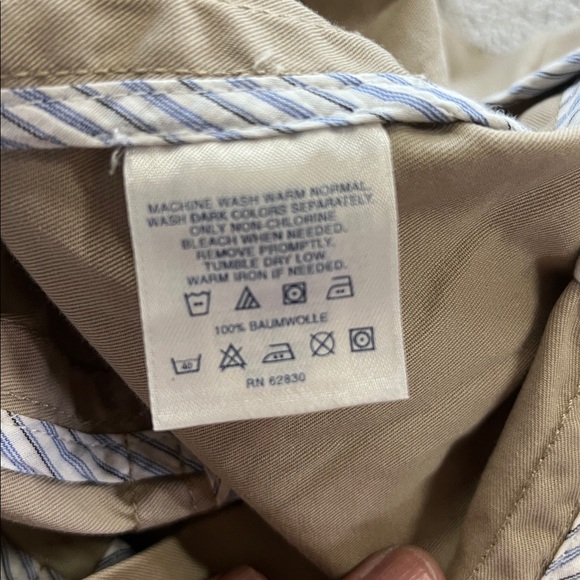 MACHINE WASH WARM NORMAL.
WASH DARK COLORS SEPARATELY.
ONLY NON-CHLORINE
BLEACH WHEN NEEDED.
REMOVE PROMPTLY.
TUMBLE DRY LOW
WARM IRON IF NEEDED.
100% BAUMWOLLE
40
RN 62830